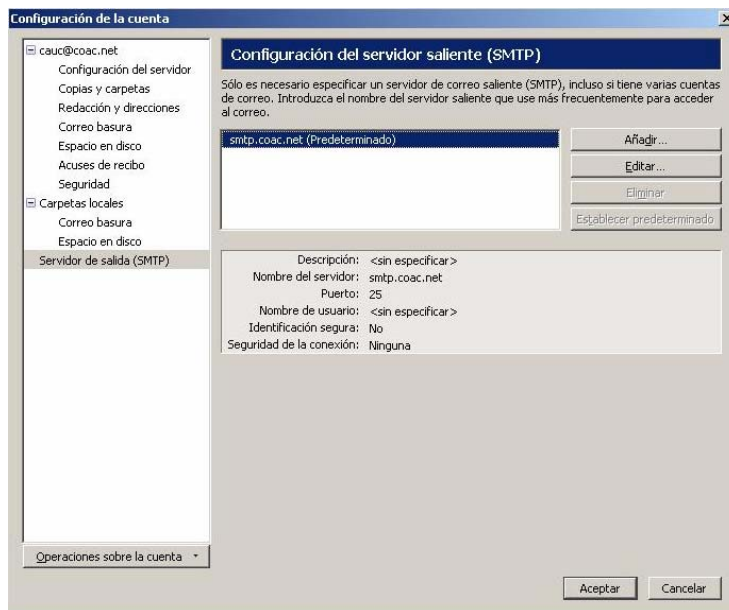 Configuración de la cuenta
cauc@coac.net
Configuración del servidor
Copias y carpetas
Redacción y direcciones
Correo basura
Espacio en disco
Acuses de recibo
Seguridad
Carpetas locales
Correo basura
Espacio en disco
Servidor de salida (SMTP)
Operaciones sobre la cuenta
Configuración del servidor saliente (SMTP)
Sólo es necesario especificar un servidor de correo saliente (SMTP), incluso si tiene varias cuentas
de correo. Introduzca el nombre del servidor saliente que use más frecuentemente para acceder
al correo.
smtp.coac.net (Predeterminado)
Añadir...
Editar...
Eliminar
Establecer predeterminado
Descripción: <sin especificar>
Nombre del servidor: smtp.coac.net
Puerto: 25
Nombre de usuario: <sin especificar>
Identificación segura: No
Seguridad de la conexión: Ninguna
Aceptar
Cancelar